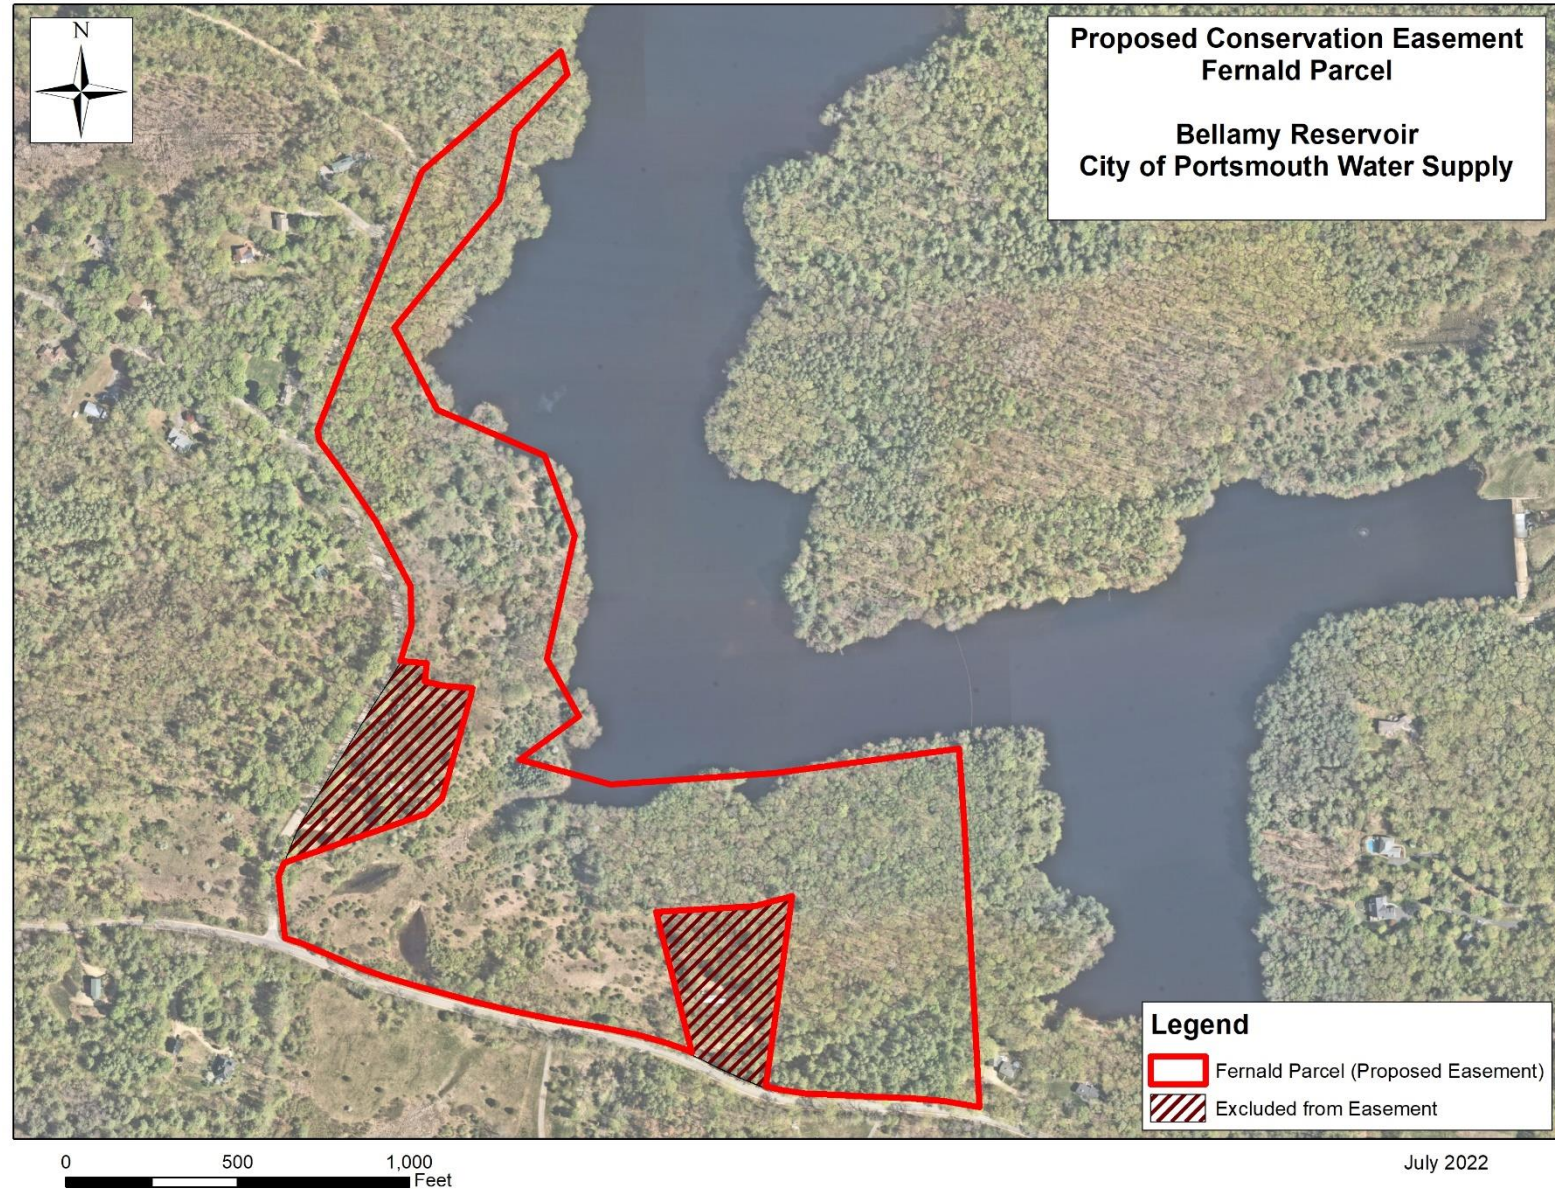 N
Proposed Conservation Easement
Fernald Parcel
Bellamy Reservoir
City of Portsmouth Water Supply
Legend
Fernald Parcel (Proposed Easement)
Excluded from Easement
0 500 1,000
Feet
July 2022